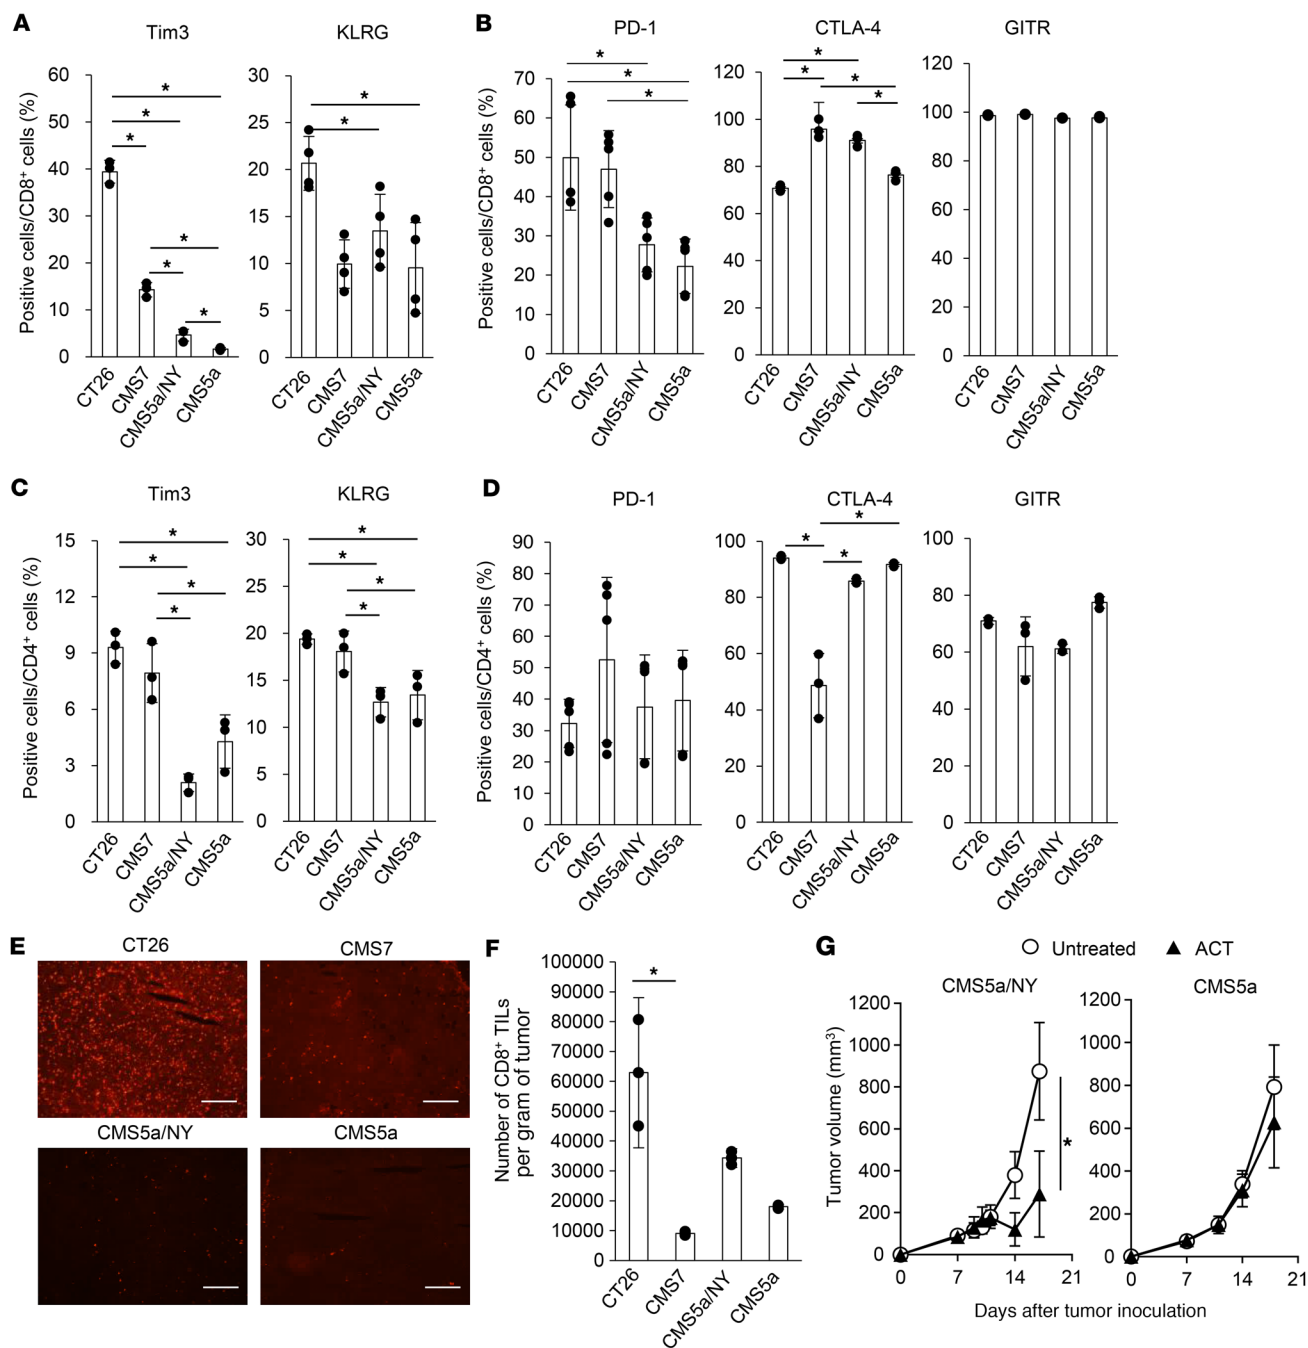 A
Tim3
KLRG
Positive cells/CD8+ cells (%)
60
50
40
30
20
10
0
*
*
*
*
*
*
CT26
CMS7
CMS5a/NY
CMS5a
30
25
20
15
10
5
0
*
*
CT26
CMS7
CMS5a/NY
CMS5a
B
PD-1
CTLA-4
GITR
Positive cells/CD8+ cells (%)
70
60
50
40
30
20
10
0
*
*
*
CT26
CMS7
CMS5a/NY
CMS5a
120
100
80
60
40
20
0
*
*
*
*
CT26
CMS7
CMS5a/NY
CMS5a
120
100
80
60
40
20
0
CT26
CMS7
CMS5a/NY
CMS5a
C
Tim3
KLRG
Positive cells/CD4+ cells (%)
15
12
9
6
3
0
*
*
*
*
CT26
CMS7
CMS5a/NY
CMS5a
30
25
20
15
10
5
0
*
*
*
*
CT26
CMS7
CMS5a/NY
CMS5a
D
PD-1
CTLA-4
GITR
Positive cells/CD4+ cells (%)
90
80
70
60
50
40
30
20
10
0
CT26
CMS7
CMS5a/NY
CMS5a
100
80
60
40
20
0
*
*
*
CT26
CMS7
CMS5a/NY
CMS5a
100
80
60
40
20
0
CT26
CMS7
CMS5a/NY
CMS5a
E
CT26
CMS7
CMS5a/NY
CMS5a
F
Number of CD8+ TILs
per gram of tumor
100000
90000
80000
70000
60000
50000
40000
30000
20000
10000
0
*
CT26
CMS7
CMS5a/NY
CMS5a
G
Untreated
ACT
CMS5a/NY
CMS5a
Tumor volume (mm3)
1200
1000
800
600
400
200
0
*
0 7 14 21
1200
1000
800
600
400
200
0
0 7 14 21
Days after tumor inoculation